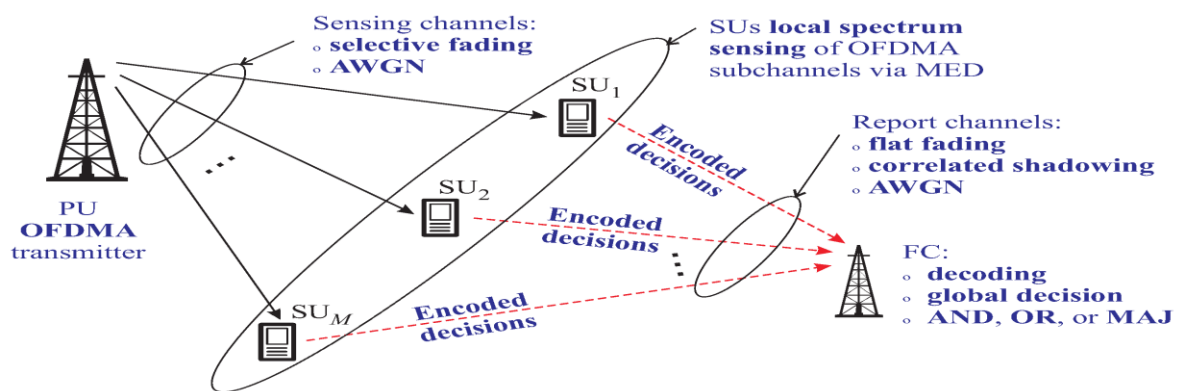 Sensing channels:
o selective fading
o AWGN
SUs local spectrum
sensing of OFDMA
subchannels via MED
SU1
Report channels:
o flat fading
o correlated shadowing
o AWGN
Encoded
decisions
...
SU2
PU
OFDMA
transmitter
Encoded
decisions
...
FC:
o decoding
o global decision
o AND, OR, or MAJ
SUM
Encoded
decisions